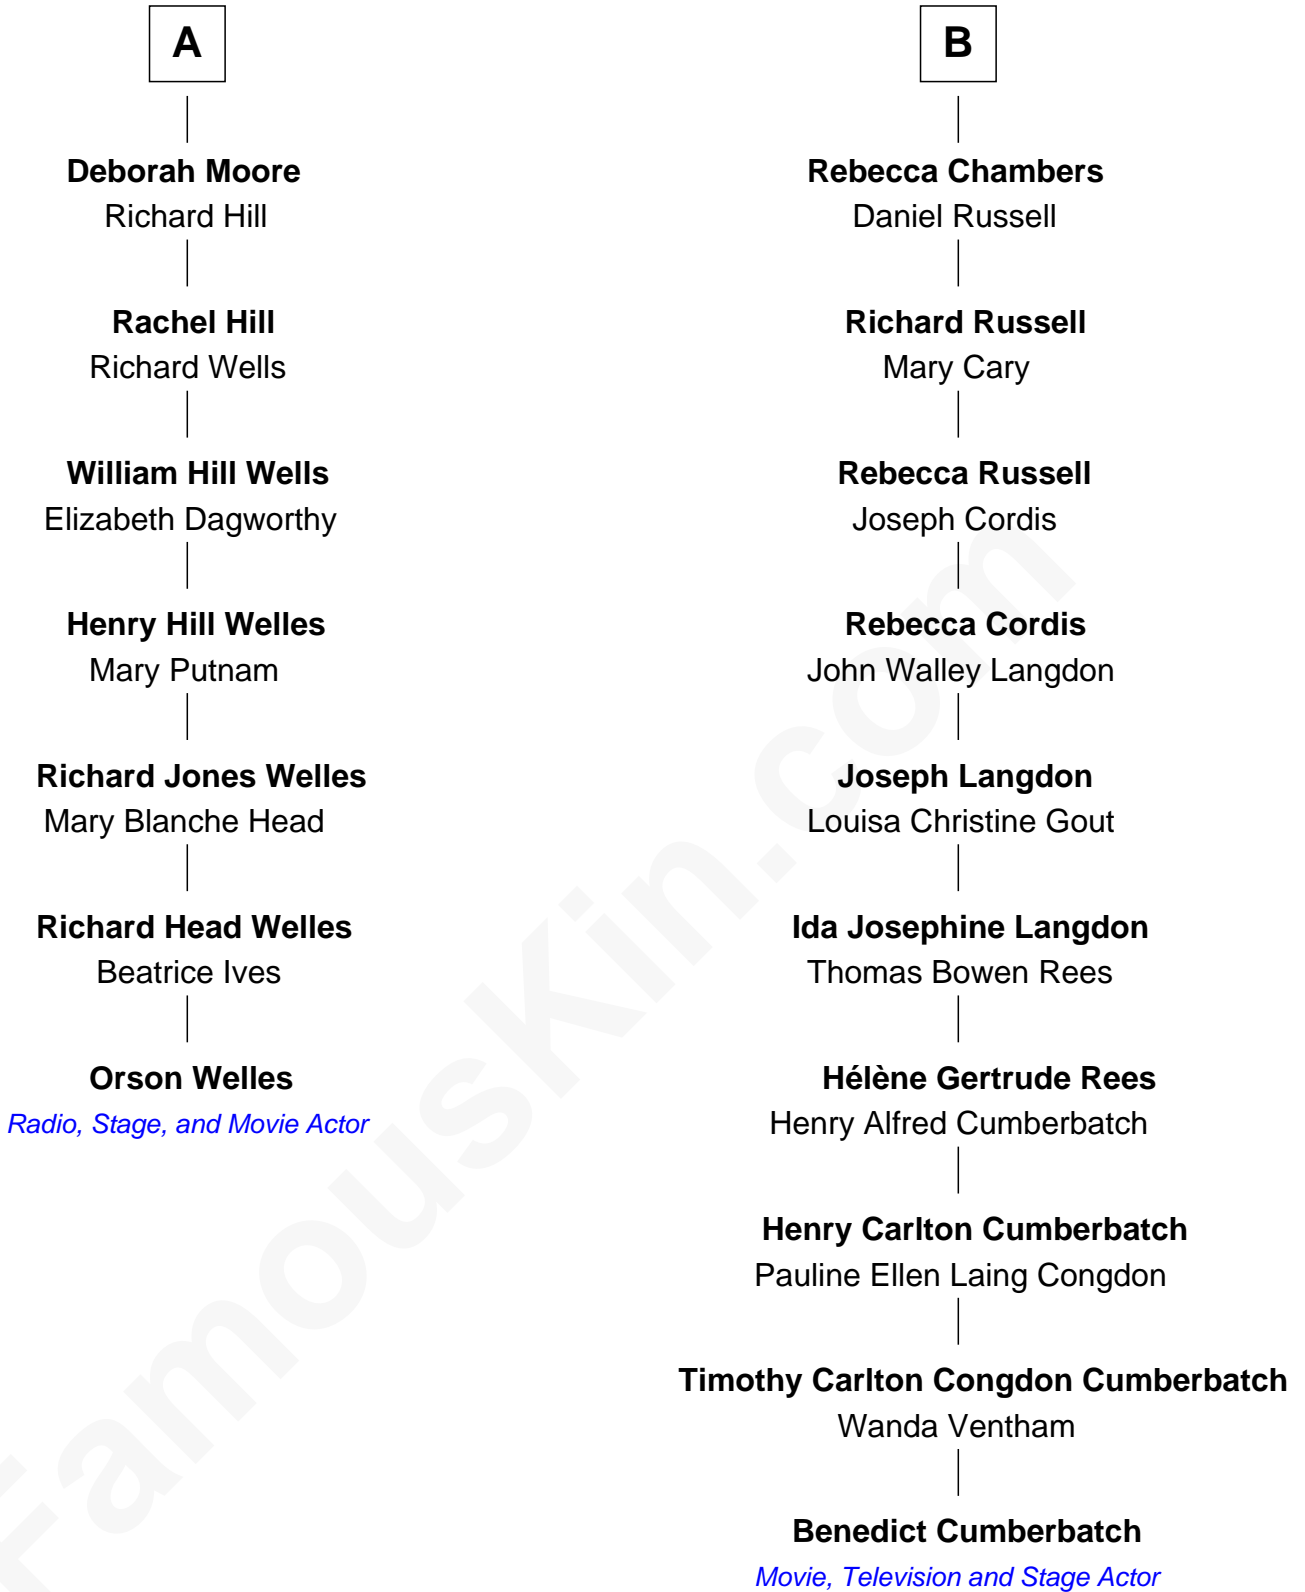 A
Deborah Moore
Richard Hill
Rachel Hill
Richard Wells
William Hill Wells
Elizabeth Dagworthy
Henry Hill Welles
Mary Putnam
Richard Jones Welles
Mary Blanche Head
Richard Head Welles
Beatrice Ives
Orson Welles
Radio, Stage, and Movie Actor
B
Rebecca Chambers
Daniel Russell
Richard Russell
Mary Cary
Rebecca Russell
Joseph Cordis
Rebecca Cordis
John Walley Langdon
Joseph Langdon
Louisa Christine Gout
Ida Josephine Langdon
Thomas Bowen Rees
Hélène Gertrude Rees
Henry Alfred Cumberbatch
Henry Carlton Cumberbatch
Pauline Ellen Laing Congdon
Timothy Carlton Congdon Cumberbatch
Wanda Ventham
Benedict Cumberbatch
Movie, Television and Stage Actor
FamousKin.com